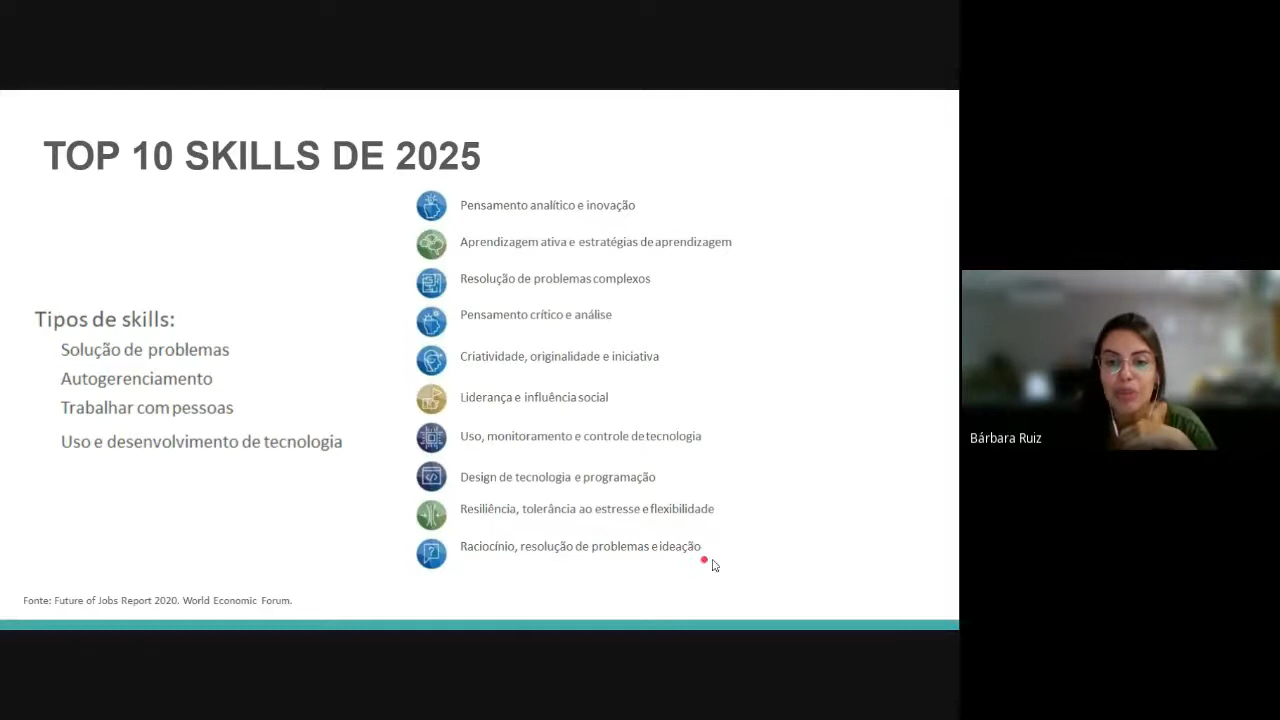 TOP 10 SKILLS DE 2025
Tipos de skills:
Solução de problemas
Autogerenciamento
Trabalhar com pessoas
Uso e desenvolvimento de tecnologia
Pensamento analítico e inovação
Aprendizagem ativa e estratégias de aprendizagem
Resolução de problemas complexos
Pensamento crítico e análise
Criatividade, originalidade e iniciativa
Liderança e influência social
Uso, monitoramento e controle de tecnologia
Design de tecnologia e programação
Resiliência, tolerância ao estresse e flexibilidade
Raciocínio, resolução de problemas e ideação
Fonte: Future of Jobs Report 2020. World Economic Forum.
Bárbara Ruiz